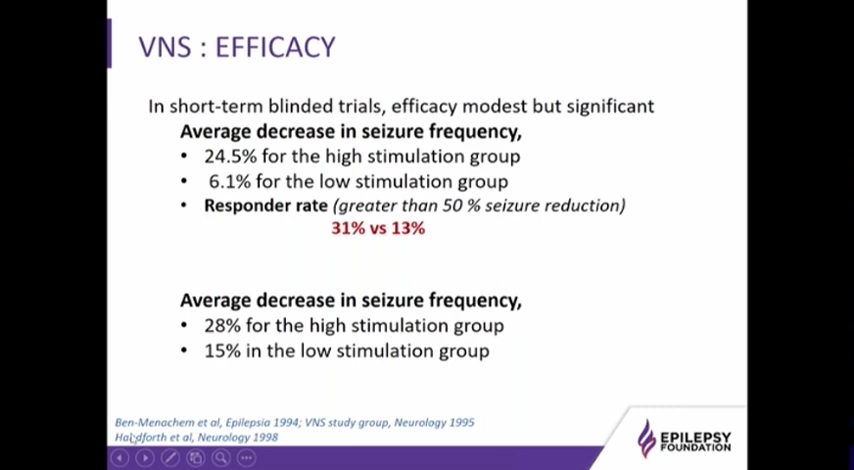 VNS : EFFICACY
In short-term blinded trials, efficacy modest but significant
Average decrease in seizure frequency,
• 24.5% for the high stimulation group
• 6.1% for the low stimulation group
• Responder rate (greater than 50 % seizure reduction)
31% vs 13%
Average decrease in seizure frequency,
• 28% for the high stimulation group
• 15% in the low stimulation group
Ben-Menachem et al, Epilepsia 1994; VNS study group, Neurology 1995
Handforth et al, Neurology 1998
EPILEPSY
FOUNDATION